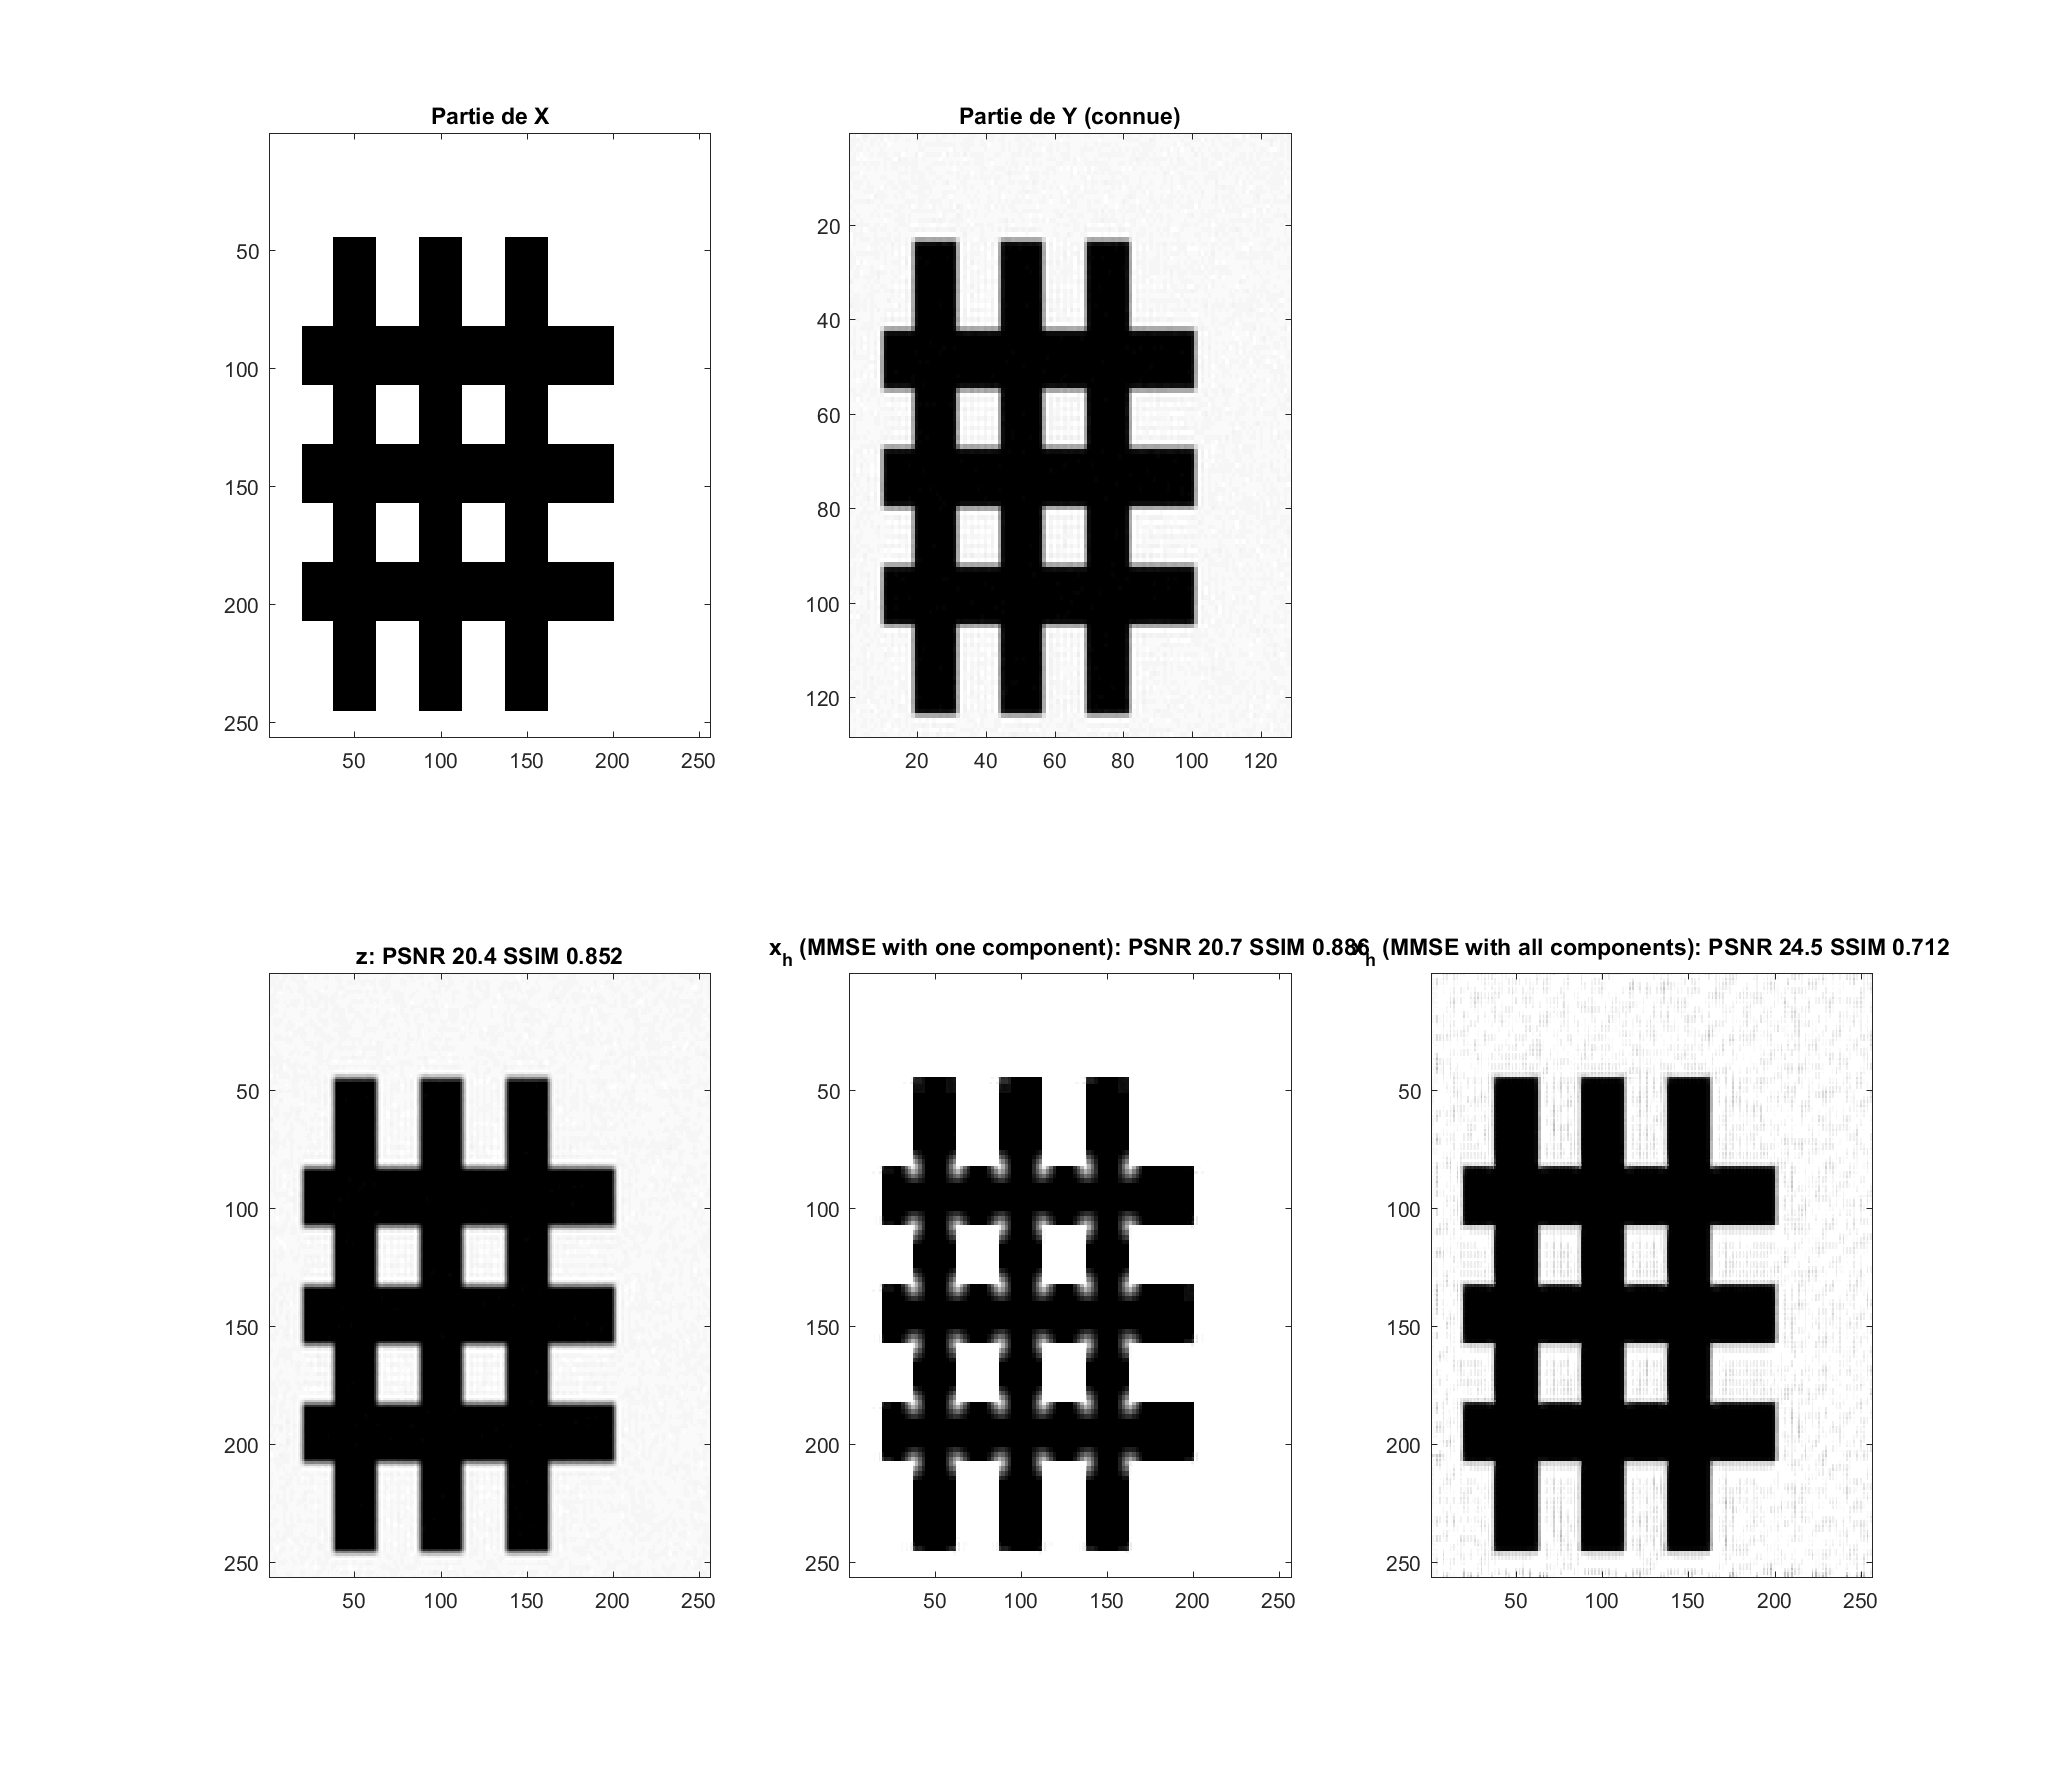 Partie de X
50
100
150
200
250
50 100 150 200 250
Partie de Y (connue)
20
40
60
80
100
120
20 40 60 80 100 120
z: PSNR 20.4 SSIM 0.852
50
100
150
200
250
50 100 150 200 250
xh (MMSE with one component): PSNR 20.7 SSIM 0.886
50
100
150
200
250
50 100 150 200 250
xh (MMSE with all components): PSNR 24.5 SSIM 0.712
50
100
150
200
250
50 100 150 200 250